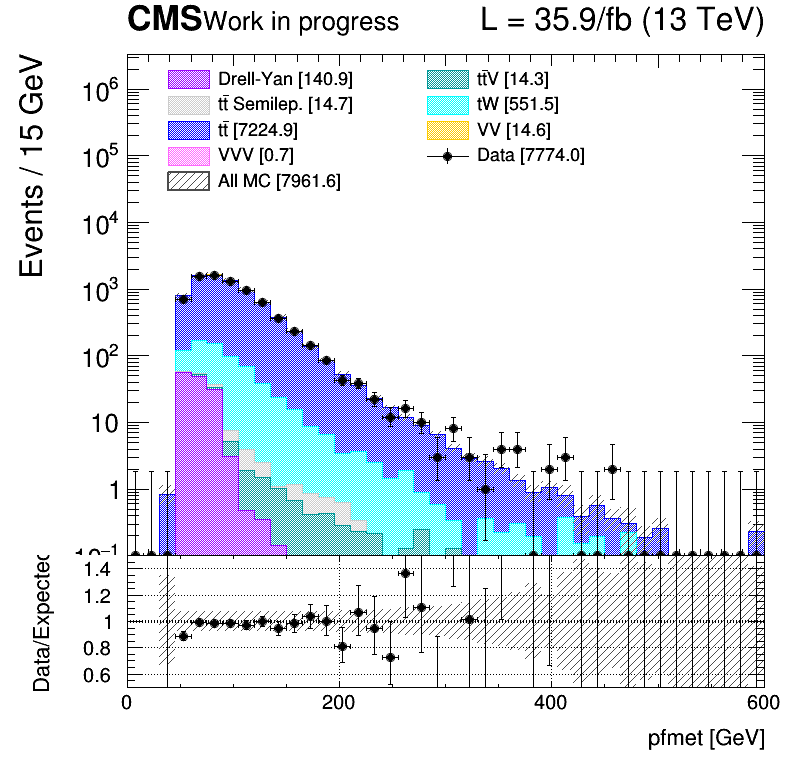 CMS Work in progress L = 35.9/fb (13 TeV)
Events / 15 GeV
Drell-Yan [140.9] tt̄V [14.3]
tt̄ Semilep. [14.7] tW [551.5]
tt̄ [7224.9] VV [14.6]
VVV [0.7] Data [7774.0]
All MC [7961.6]
10⁶
10⁵
10⁴
10³
10²
10
1
10⁻¹
Data/Expected
1.4
1.2
1
0.8
0.6
0 200 400 600
pfmet [GeV]